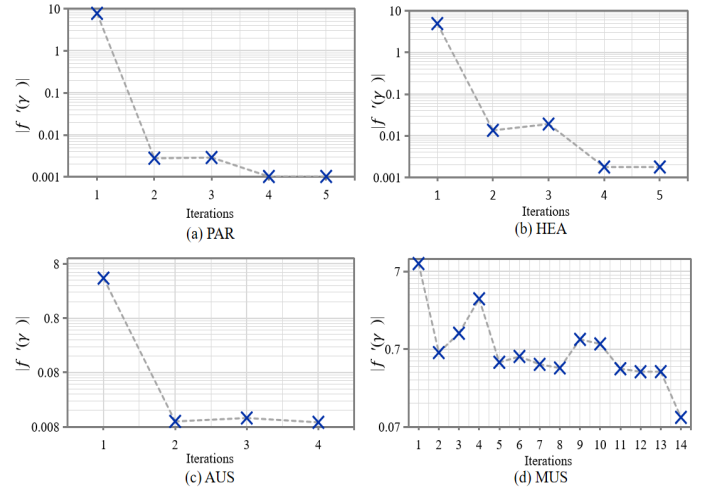 10
1
0.1
0.01
0.001
|f ′(γ )|
1 2 3 4 5
Iterations
(a) PAR
10
1
0.1
0.01
0.001
|f ′(γ )|
1 2 3 4 5
Iterations
(b) HEA
8
0.8
0.08
0.008
|f ′(γ )|
1 2 3 4
Iterations
(c) AUS
7
0.7
0.07
|f ′(γ )|
1 2 3 4 5 6 7 8 9 10 11 12 13 14
Iterations
(d) MUS